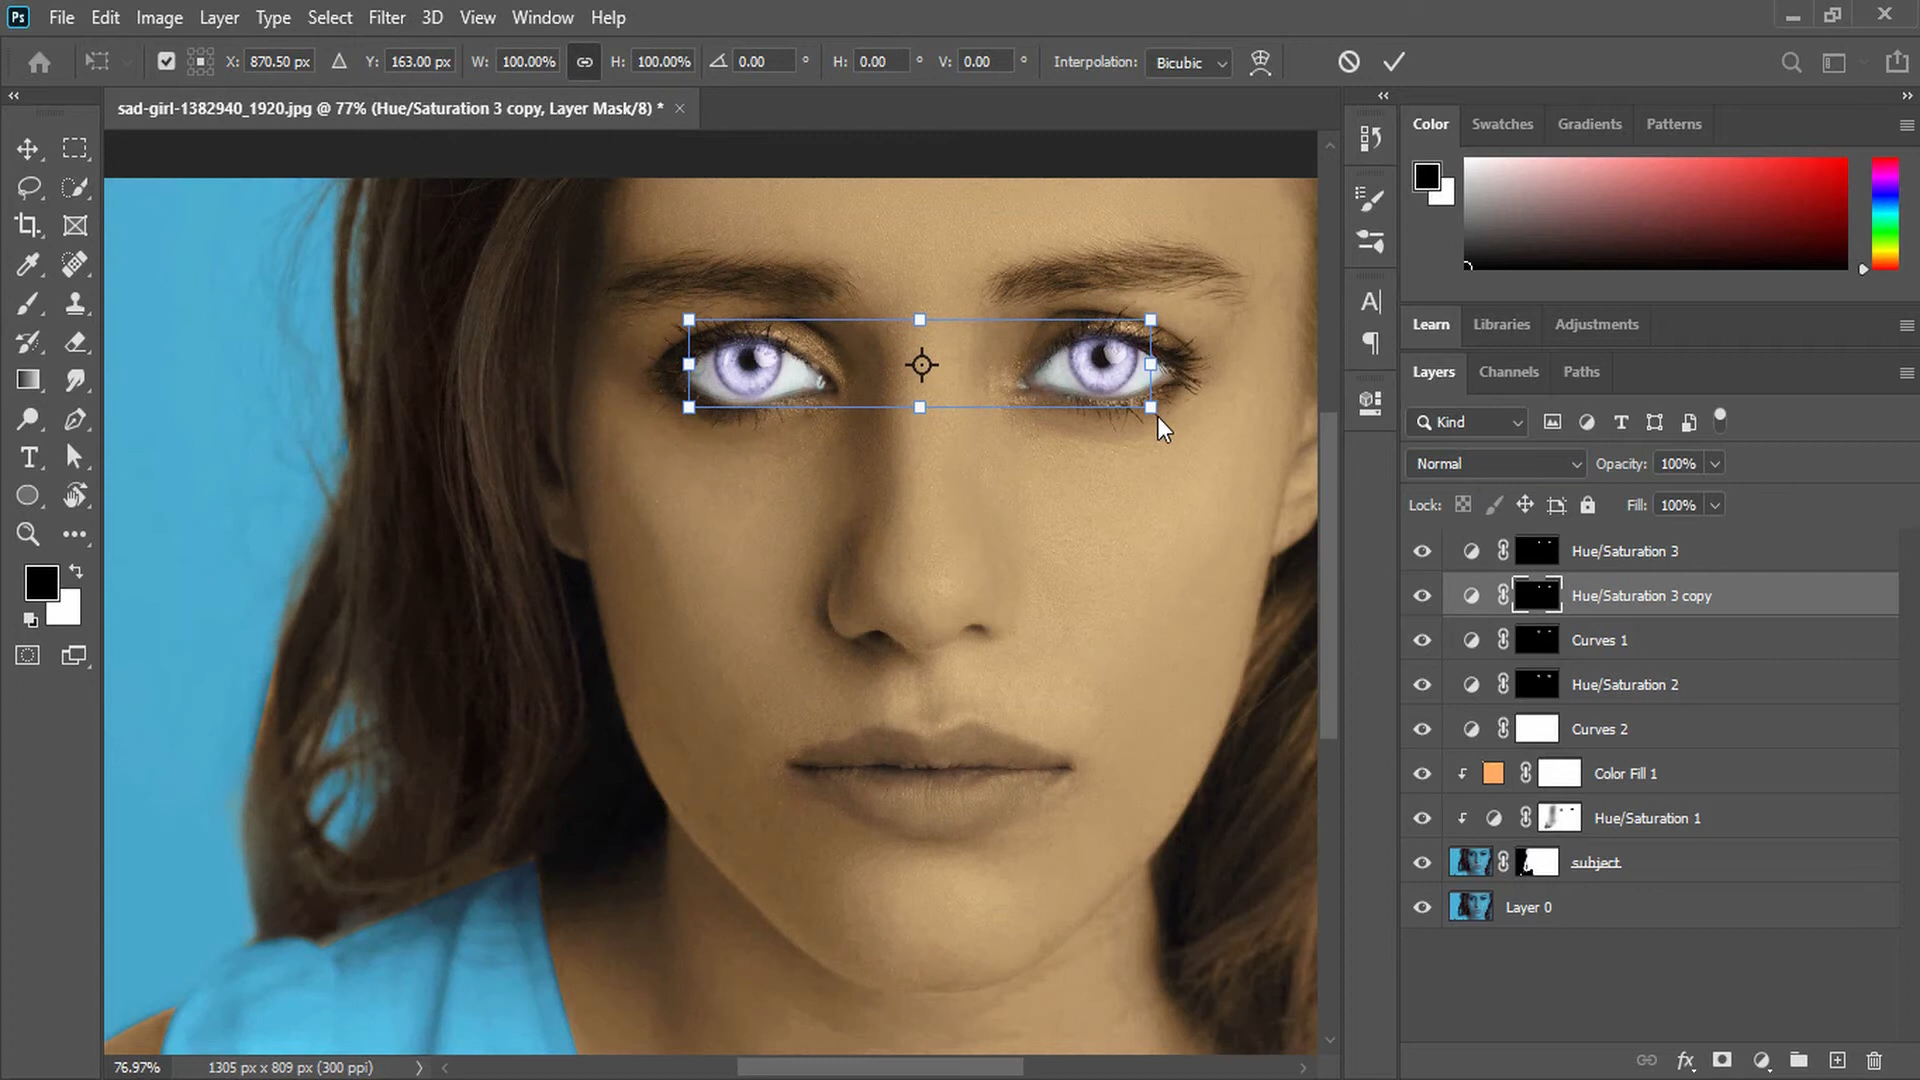 Ps File Edit Image Layer Type Select Filter 3D View Window Help
X: 870.50 px Y: 163.00 px W: 100.00% H: 100.00% 0.00 ° H: 0.00 ° V: 0.00 ° Interpolation: Bicubic
sad-girl-1382940_1920.jpg @ 77% (Hue/Saturation 3 copy, Layer Mask/8) * ×
Color Swatches Gradients Patterns
Learn Libraries Adjustments
Layers Channels Paths
Kind
Normal Opacity: 100%
Lock: Fill: 100%
Hue/Saturation 3
Hue/Saturation 3 copy
Curves 1
Hue/Saturation 2
Curves 2
Color Fill 1
Hue/Saturation 1
subject
Layer 0
76.97% 1305 px x 809 px (300 ppi)